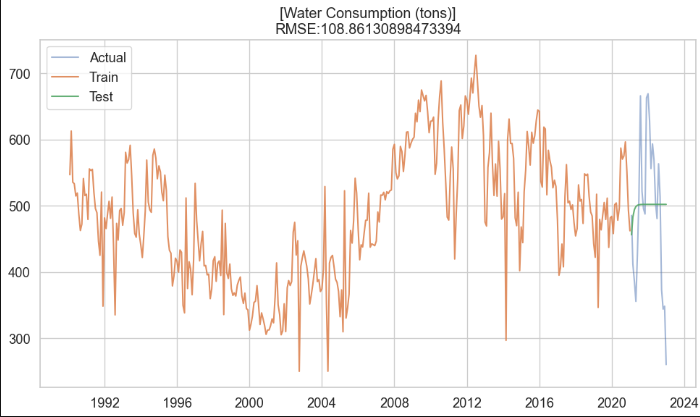 [Water Consumption (tons)]
RMSE:108.86130898473394
Actual
Train
Test
700
600
500
400
300
1992
1996
2000
2004
2008
2012
2016
2020
2024